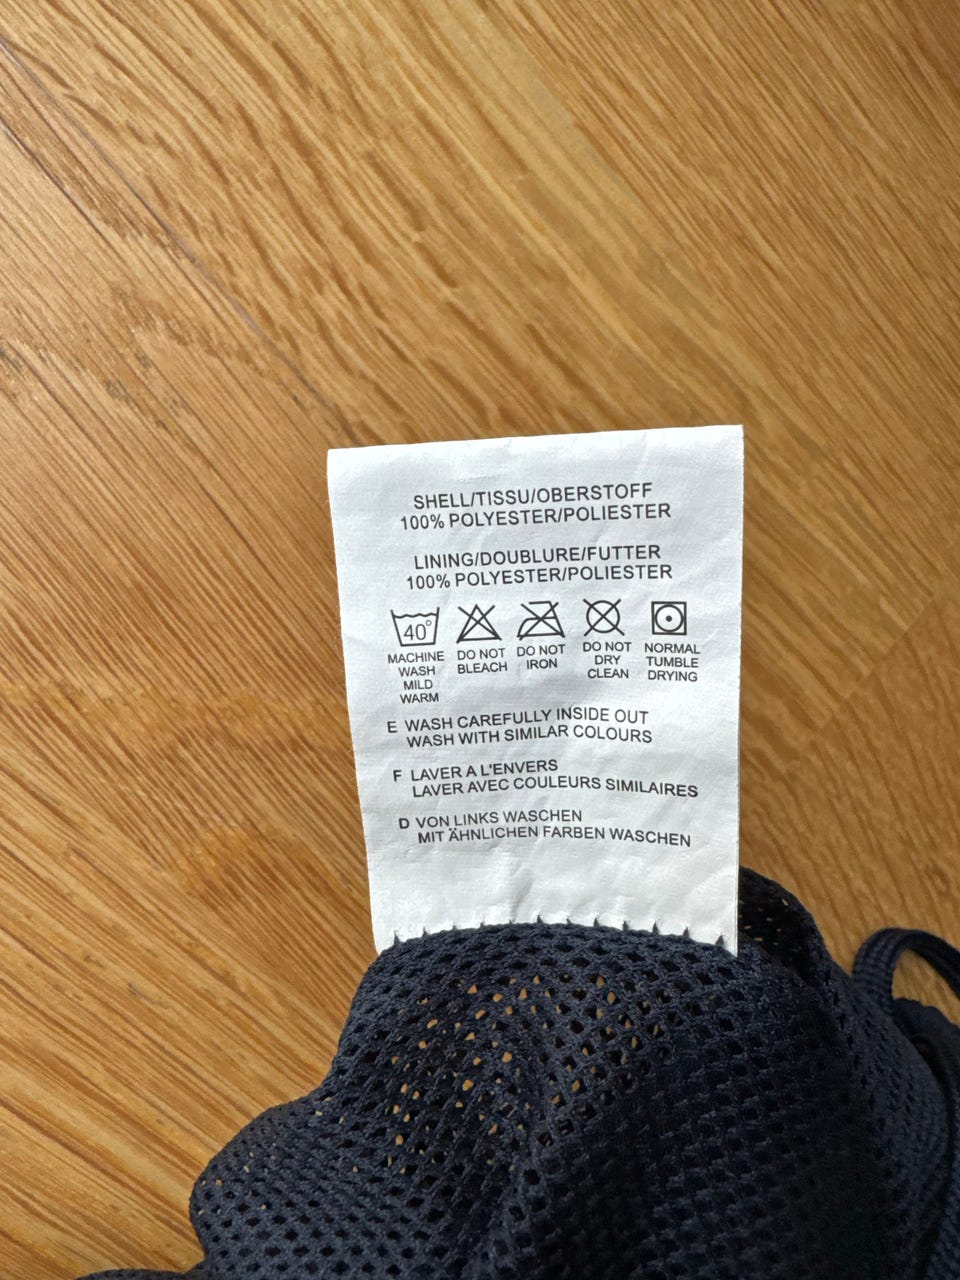 SHELL/TISSU/OBERSTOFF
100% POLYESTER/POLIESTER
LINING/DOUBLURE/FUTTER
100% POLYESTER/POLIESTER
40°
MACHINE
WASH
MILD
WARM
DO NOT
BLEACH
DO NOT
IRON
DO NOT
DRY
CLEAN
NORMAL
TUMBLE
DRYING
E WASH CAREFULLY INSIDE OUT
WASH WITH SIMILAR COLOURS
F LAVER A L'ENVERS
LAVER AVEC COULEURS SIMILAIRES
D VON LINKS WASCHEN
MIT ÄHNLICHEN FARBEN WASCHEN